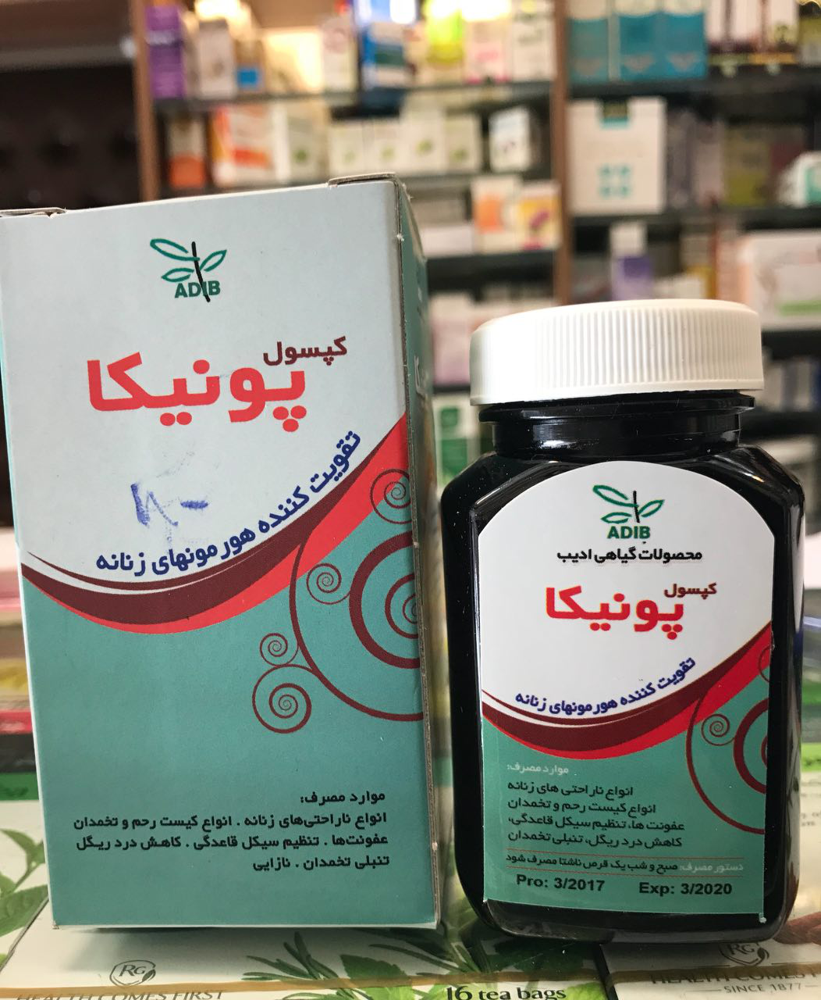 ADIB
کپسول
پونیکا
تقویت کننده هورمونهای زنانه
۸۰-
موارد مصرف:
انواع ناراحتی‌های زنانه . انواع کیست رحم و تخمدان
عفونت‌ها . تنظیم سیکل قاعدگی . کاهش درد ریگل
تنبلی تخمدان . نازایی
ADIB
محصولات گیاهی ادیب
کپسول
پونیکا
تقویت کننده هورمونهای زنانه
موارد مصرف:
انواع ناراحتی های زنانه
انواع کیست رحم و تخمدان
عفونت ها، تنظیم سیکل قاعدگی،
کاهش درد ریگل، تنبلی تخمدان
دستور مصرف: صبح و شب یک قرص ناشتا مصرف شود
Pro: 3/2017 Exp: 3/2020
RG
HEALTH COMES FIRST
16 tea bags
RG
HEALTH COMES
SINCE 1877